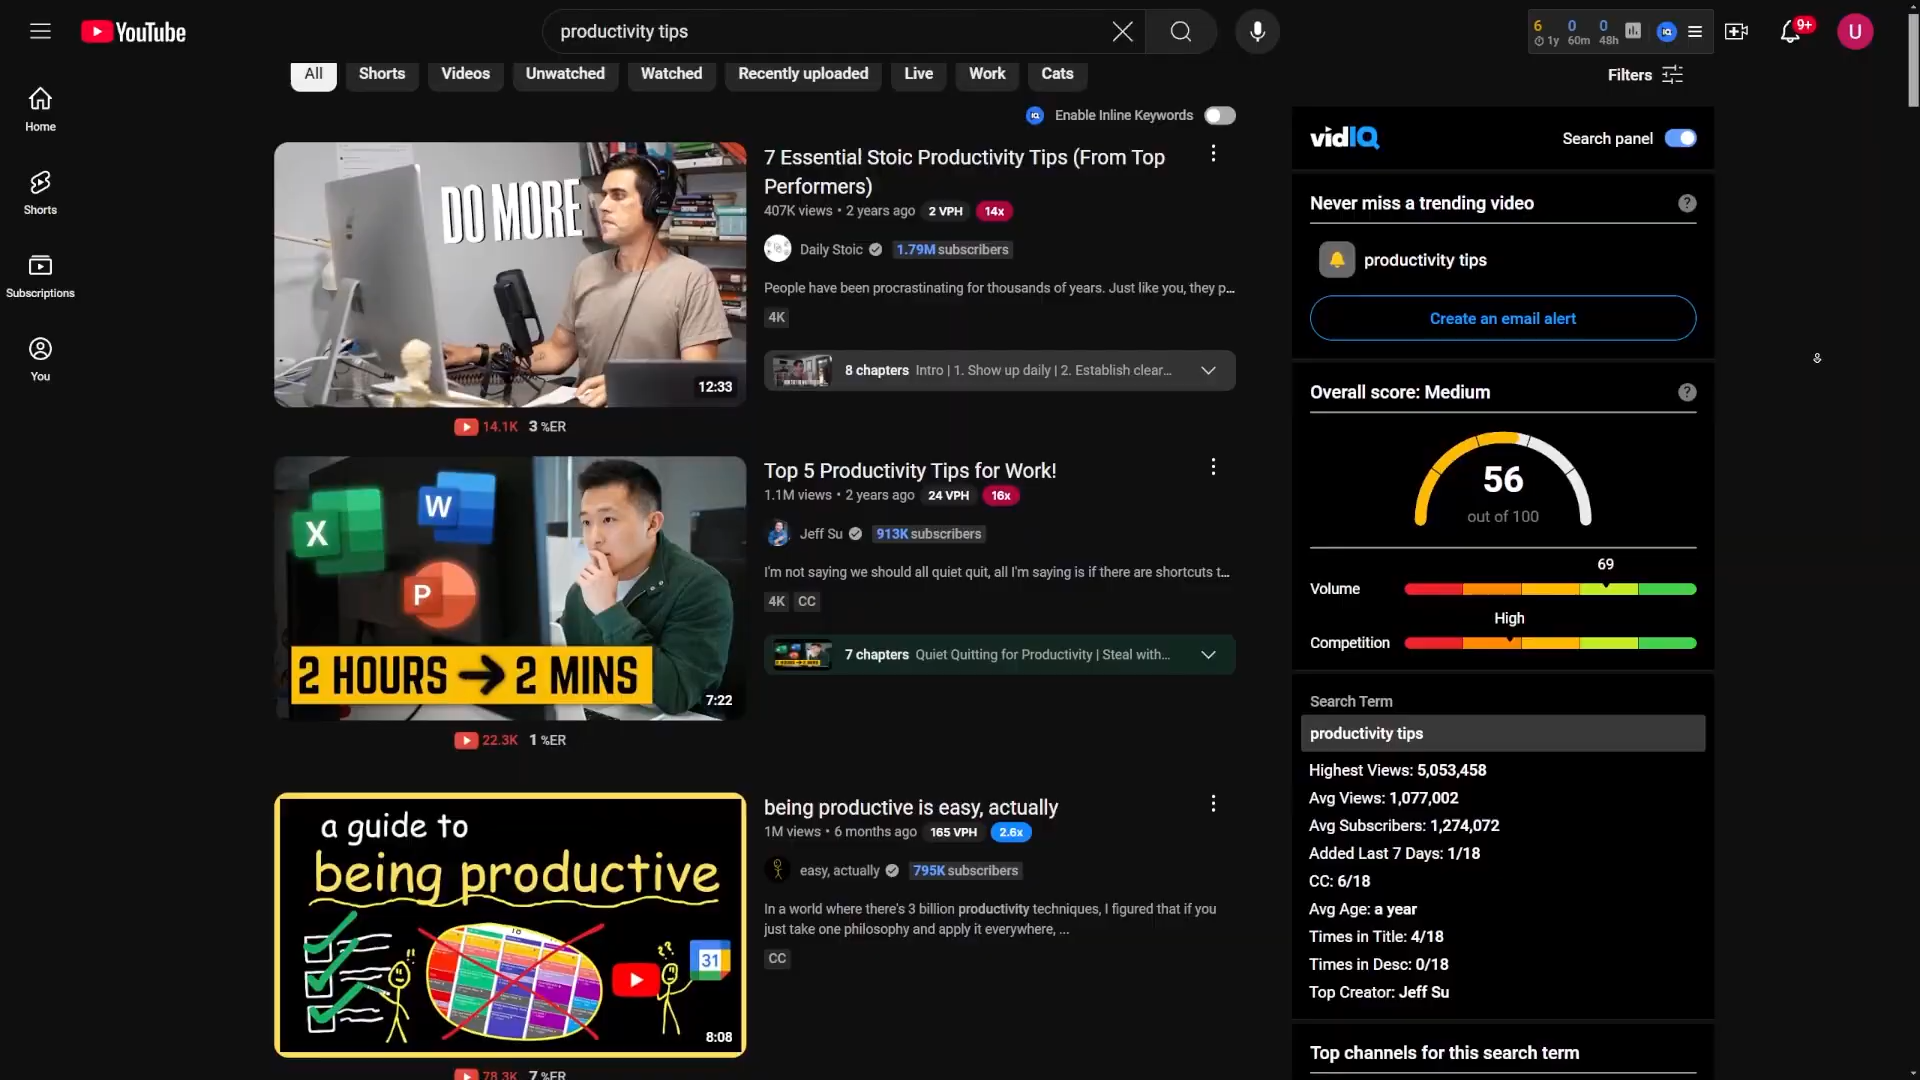 YouTube
productivity tips
6
0
0
1y
60m
48h
9+
U
All
Shorts
Videos
Unwatched
Watched
Recently uploaded
Live
Work
Cats
Filters
Home
Shorts
Subscriptions
You
Enable Inline Keywords
DO MORE
12:33
14.1K 3 %ER
7 Essential Stoic Productivity Tips (From Top
Performers)
407K views • 2 years ago 2 VPH 14x
Daily Stoic 1.79M subscribers
People have been procrastinating for thousands of years. Just like you, they p...
4K
8 chapters Intro | 1. Show up daily | 2. Establish clear...
X
W
P
2 HOURS → 2 MINS
7:22
22.3K 1 %ER
Top 5 Productivity Tips for Work!
1.1M views • 2 years ago 24 VPH 16x
Jeff Su 913K subscribers
I'm not saying we should all quiet quit, all I'm saying is if there are shortcuts t...
4K CC
7 chapters Quiet Quitting for Productivity | Steal with...
a guide to
being productive
31
8:08
78.3K 7 %ER
being productive is easy, actually
1M views • 6 months ago 165 VPH 2.6x
easy, actually 795K subscribers
In a world where there's 3 billion productivity techniques, I figured that if you
just take one philosophy and apply it everywhere, ...
CC
vidIQ
Search panel
Never miss a trending video
?
productivity tips
Create an email alert
Overall score: Medium
?
56
out of 100
69
Volume
High
Competition
Search Term
productivity tips
Highest Views: 5,053,458
Avg Views: 1,077,002
Avg Subscribers: 1,274,072
Added Last 7 Days: 1/18
CC: 6/18
Avg Age: a year
Times in Title: 4/18
Times in Desc: 0/18
Top Creator: Jeff Su
Top channels for this search term